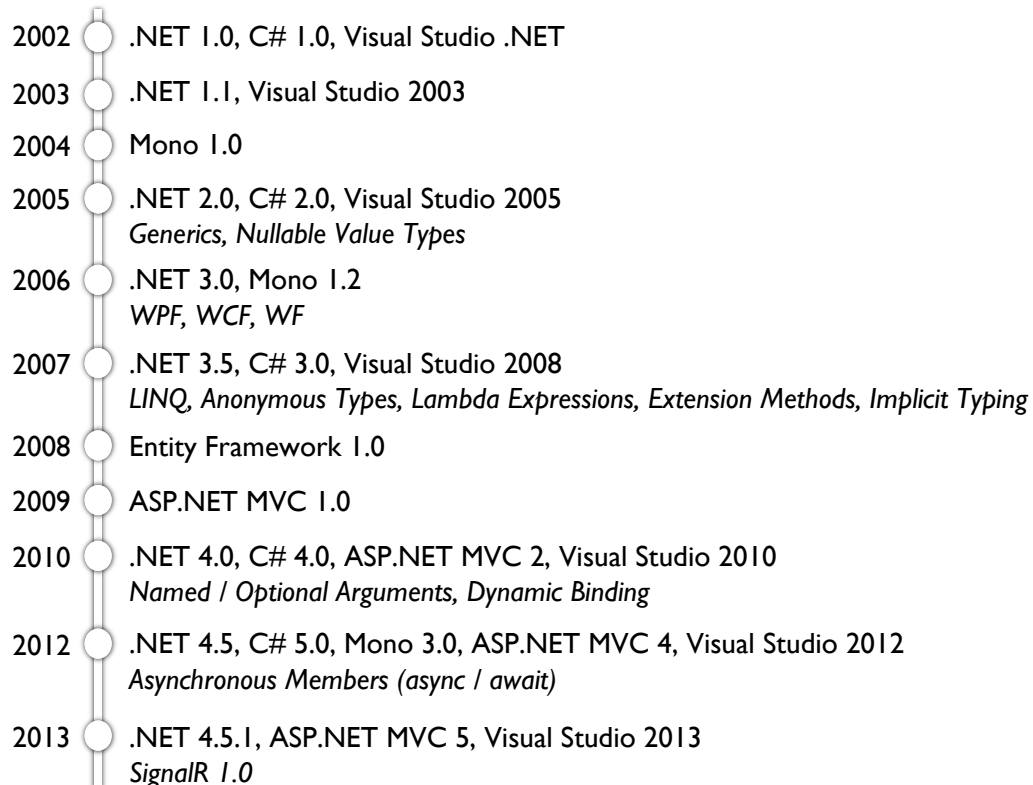 2002 .NET 1.0, C# 1.0, Visual Studio .NET
2003 .NET 1.1, Visual Studio 2003
2004 Mono 1.0
2005 .NET 2.0, C# 2.0, Visual Studio 2005
Generics, Nullable Value Types
2006 .NET 3.0, Mono 1.2
WPF, WCF, WF
2007 .NET 3.5, C# 3.0, Visual Studio 2008
LINQ, Anonymous Types, Lambda Expressions, Extension Methods, Implicit Typing
2008 Entity Framework 1.0
2009 ASP.NET MVC 1.0
2010 .NET 4.0, C# 4.0, ASP.NET MVC 2, Visual Studio 2010
Named / Optional Arguments, Dynamic Binding
2012 .NET 4.5, C# 5.0, Mono 3.0, ASP.NET MVC 4, Visual Studio 2012
Asynchronous Members (async / await)
2013 .NET 4.5.1, ASP.NET MVC 5, Visual Studio 2013
SignalR 1.0